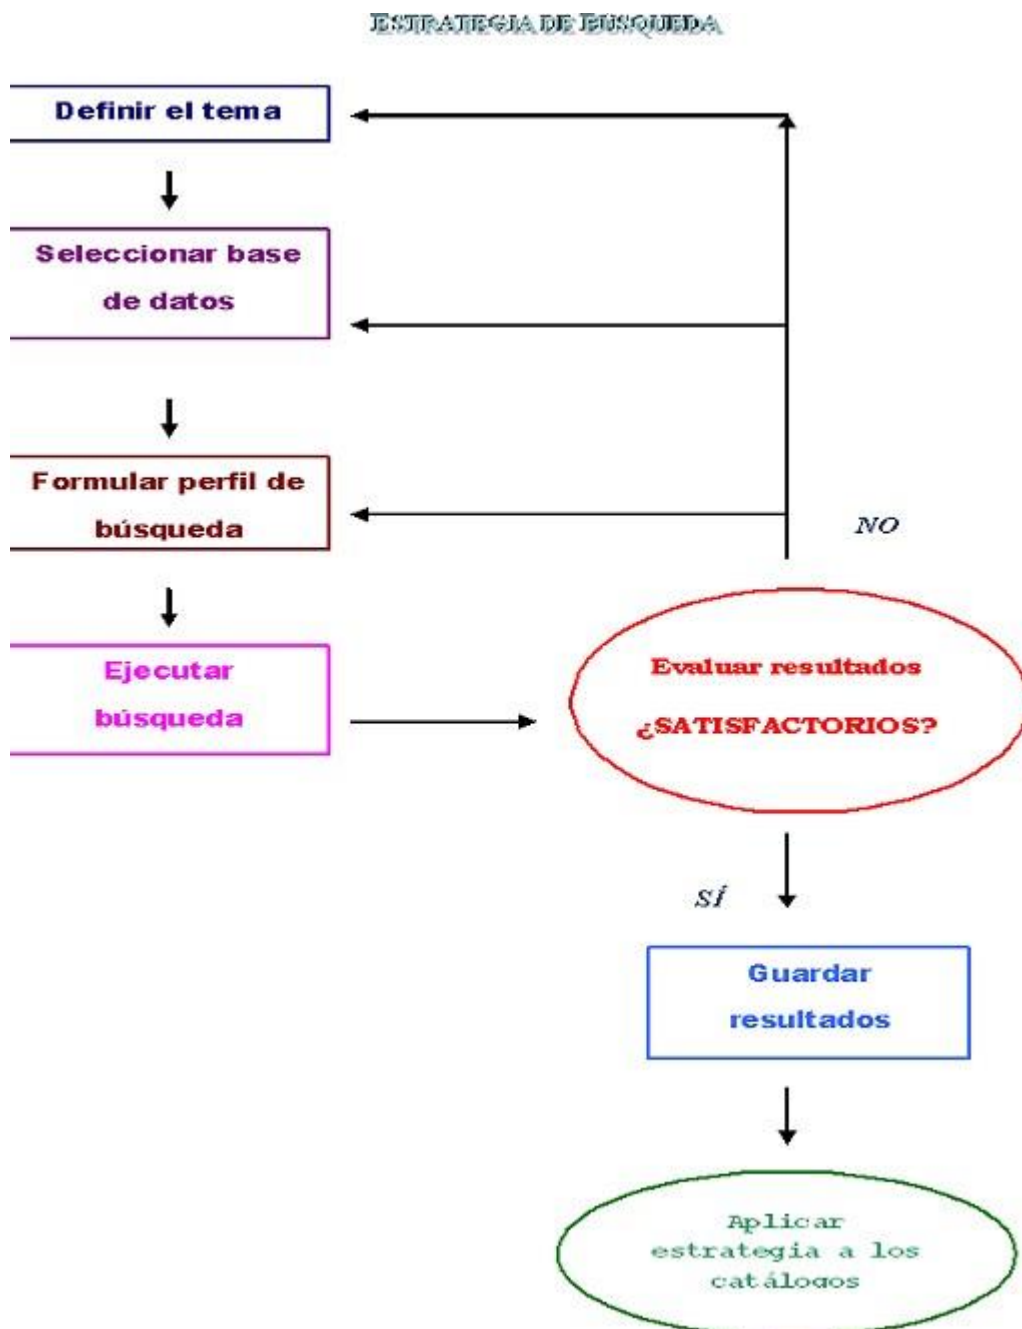 ESTRATEGIA DE BÚSQUEDA
Definir el tema
Seleccionar base
de datos
Formular perfil de
búsqueda
NO
Ejecutar
búsqueda
Evaluar resultados
¿SATISFACTORIOS?
SÍ
Guardar
resultados
Aplicar
estrategia a los
catálogos